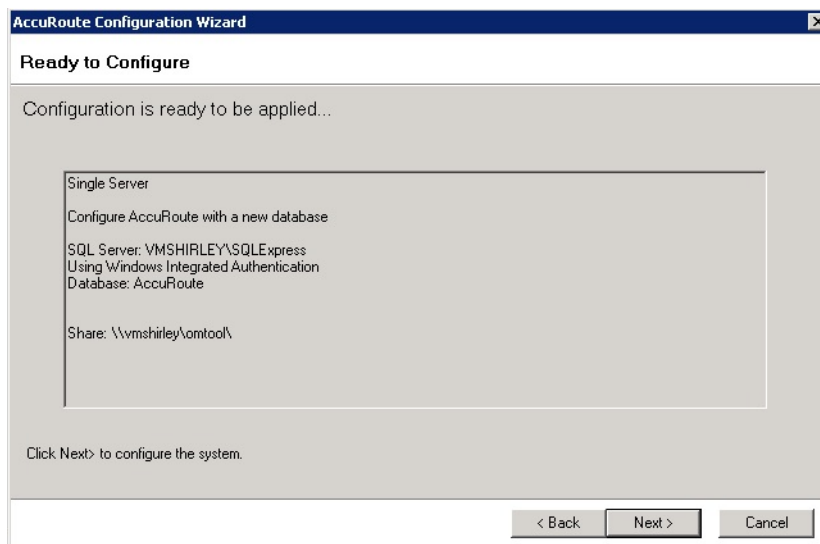 AccuRoute Configuration Wizard
Ready to Configure
Configuration is ready to be applied...
Single Server
Configure AccuRoute with a new database
SQL Server: VMSHIRLEY\SQLExpress
Using Windows Integrated Authentication
Database: AccuRoute
Share: \\vmshirley\omtool\
Click Next> to configure the system.
< Back Next > Cancel